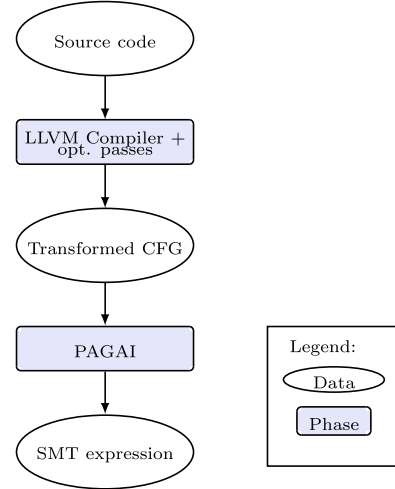 Source code
LLVM Compiler +
opt. passes
Transformed CFG
PAGAI
SMT expression
Legend:
Data
Phase